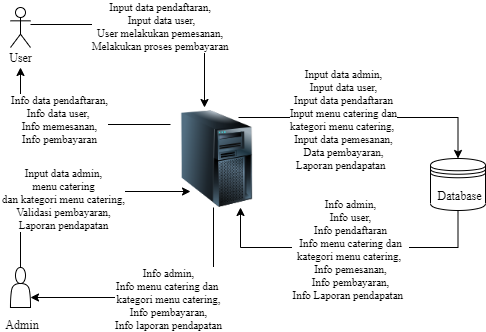 Input data pendaftaran,
Input data user,
User melakukan pemesanan,
Melakukan proses pembayaran
User
Info data pendaftaran,
Info data user,
Info memesanan,
Info pembayaran
Input data admin,
Input data user,
Input data pendaftaran
Input menu catering dan
kategori menu catering,
Input data pemesanan,
Data pembayaran,
Laporan pendapatan
Database
Input data admin,
menu catering
dan kategori menu catering,
Validasi pembayaran,
Laporan pendapatan
Info admin,
Info user,
Info pendaftaran
Info menu catering dan
kategori menu catering,
Info pemesanan,
Info pembayaran,
Info Laporan pendapatan
Info admin,
Info menu catering dan
kategori menu catering,
Info pembayaran,
Info laporan pendapatan
Admin